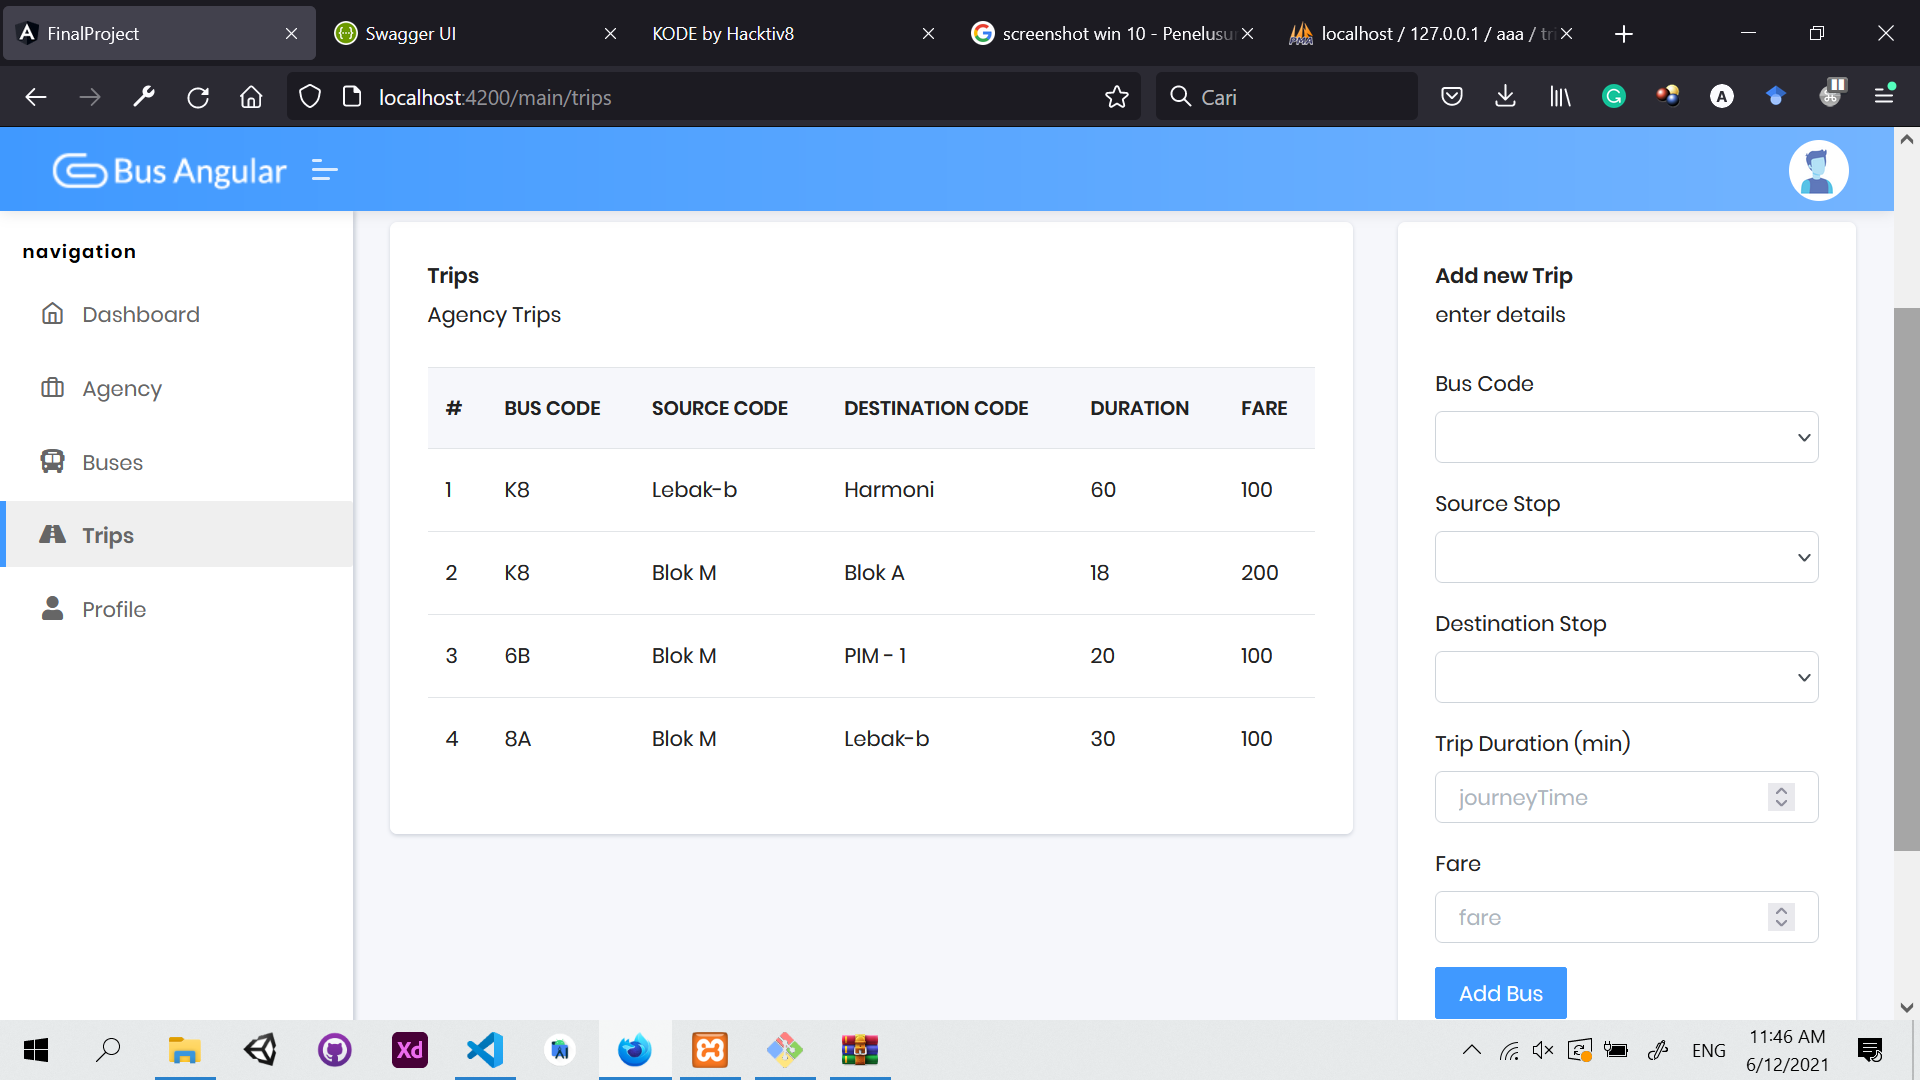 FinalProject
Swagger UI
KODE by Hacktiv8
screenshot win 10 - Penelusu
localhost / 127.0.0.1 / aaa / tri
localhost:4200/main/trips
Cari
Bus Angular
navigation
Dashboard
Agency
Buses
Trips
Profile
Trips
Agency Trips
# BUS CODE SOURCE CODE DESTINATION CODE DURATION FARE
1 K8 Lebak-b Harmoni 60 100
2 K8 Blok M Blok A 18 200
3 6B Blok M PIM - 1 20 100
4 8A Blok M Lebak-b 30 100
Add new Trip
enter details
Bus Code
Source Stop
Destination Stop
Trip Duration (min)
journeyTime
Fare
fare
Add Bus
Xd
ENG
11:46 AM
6/12/2021